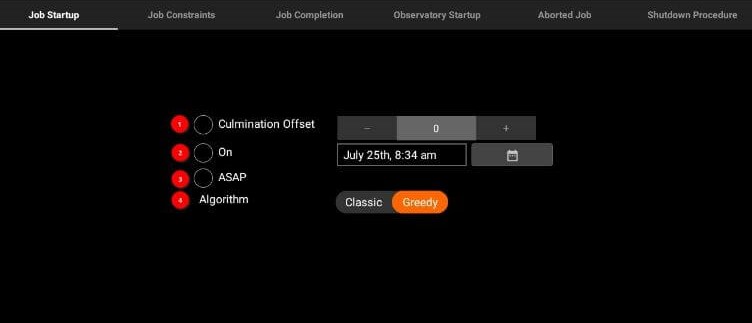 Job Startup Job Constraints Job Completion Observatory Startup Aborted Job Shutdown Procedure
1 Culmination Offset − 0 +
2 On July 25th, 8:34 am
3 ASAP
4 Algorithm Classic Greedy